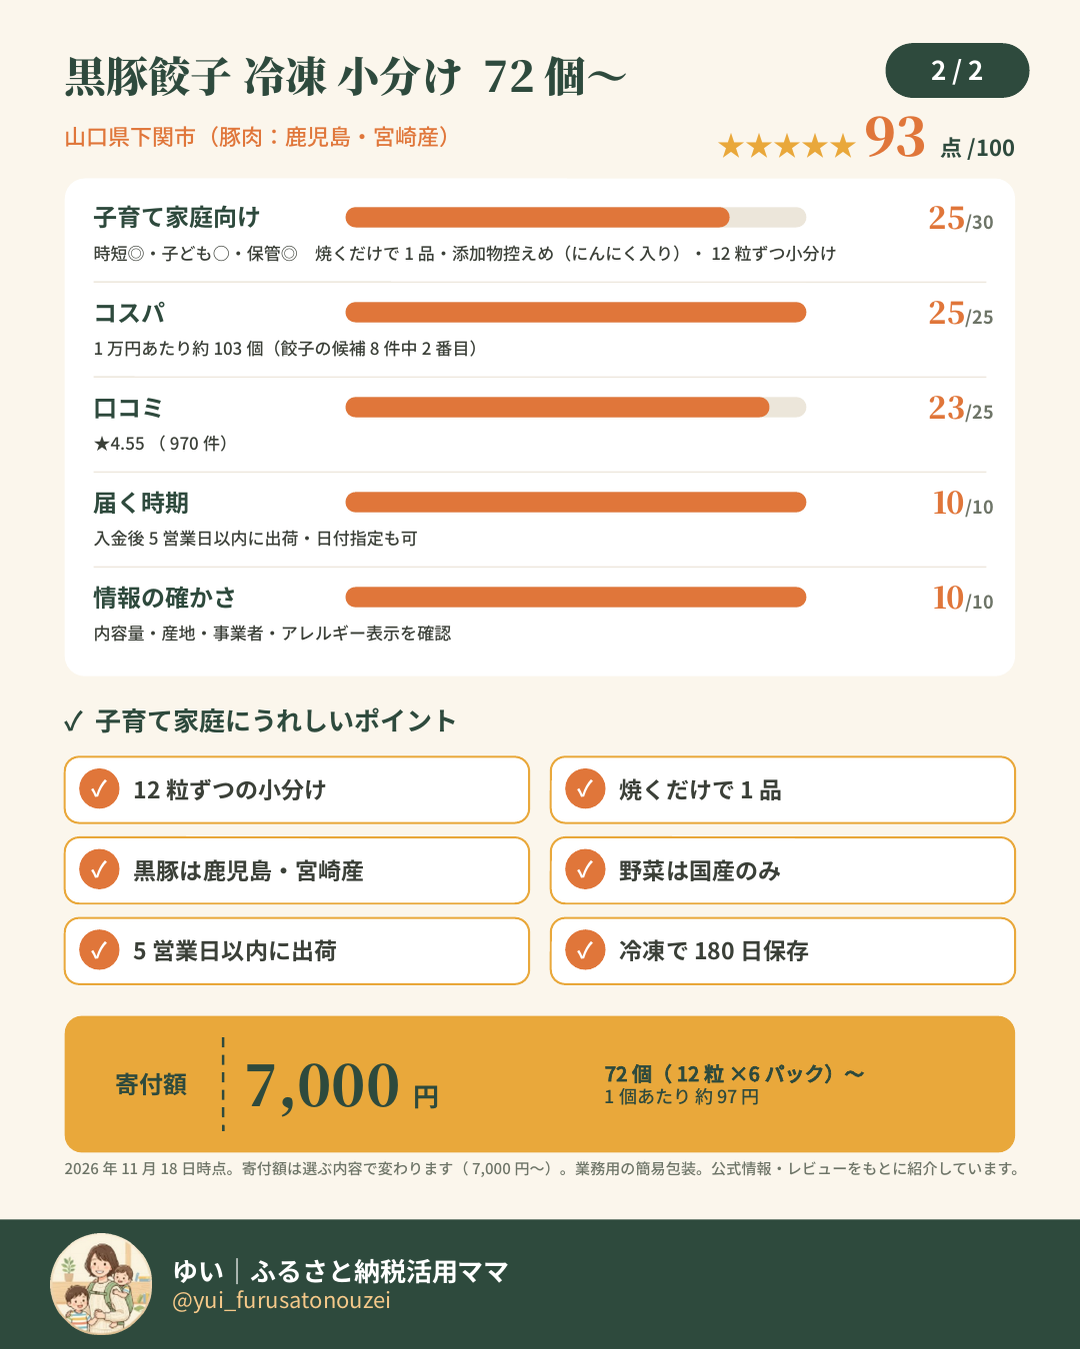 黒豚餃子 冷凍 小分け 72個〜
2 / 2
山口県下関市（豚肉：鹿児島・宮崎産）
★★★★★ 93 点 /100
子育て家庭向け 25/30
時短◎・子ども○・保管◎ 焼くだけで1品・添加物控えめ（にんにく入り）・12粒ずつ小分け
コスパ 25/25
1万円あたり約103個（餃子の候補8件中2番目）
口コミ 23/25
★4.55（970件）
届く時期 10/10
入金後5営業日以内に出荷・日付指定も可
情報の確かさ 10/10
内容量・産地・事業者・アレルギー表示を確認
✓ 子育て家庭にうれしいポイント
✓ 12粒ずつの小分け
✓ 焼くだけで1品
✓ 黒豚は鹿児島・宮崎産
✓ 野菜は国産のみ
✓ 5営業日以内に出荷
✓ 冷凍で180日保存
寄付額 7,000 円
72個（12粒×6パック）〜
1個あたり 約97円
2026年11月18日時点。寄付額は選ぶ内容で変わります（7,000円〜）。業務用の簡易包装。公式情報・レビューをもとに紹介しています。
ゆい｜ふるさと納税活用ママ
@yui_furusatonouzei